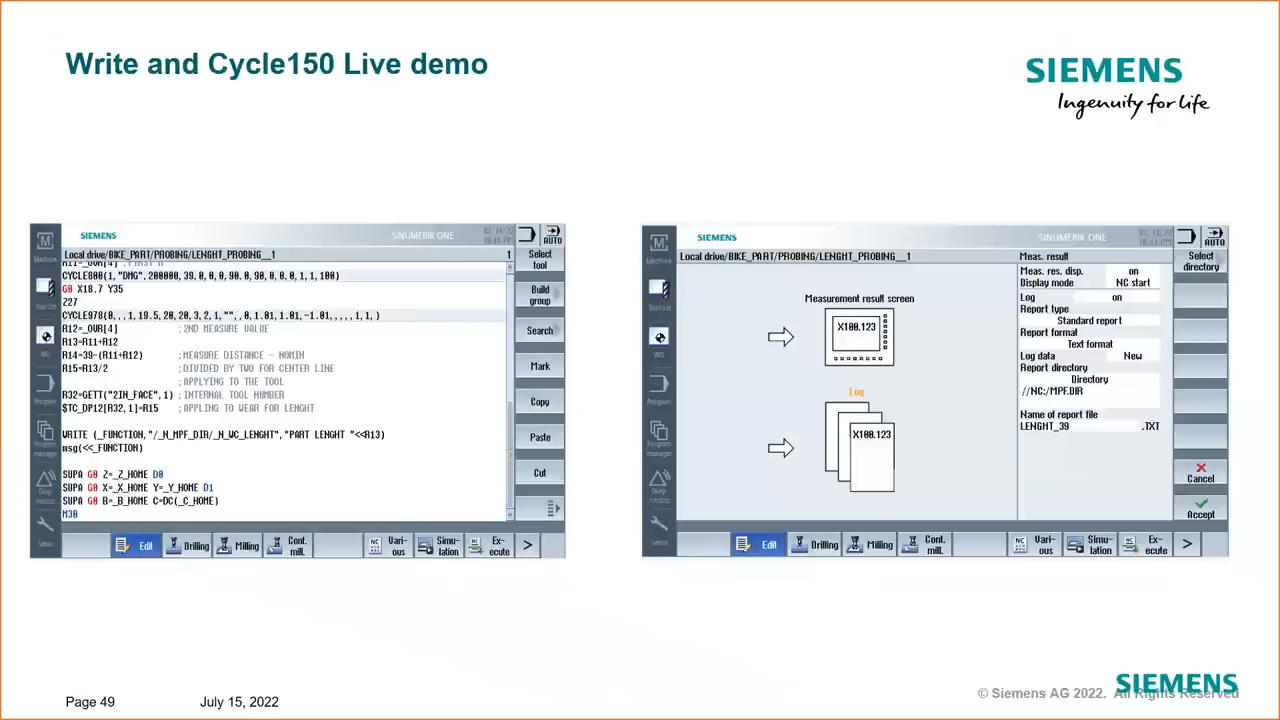 Write and Cycle150 Live demo
SIEMENS
Ingenuity for life
SIEMENS
SINUMERIK ONE
AUTO
Local drive/BIKE_PART/PROBING/LENGHT_PROBING__1
1
CYCLE800(1,"DMG",200000,39,0,0,0,90,0,90,0,0,0,1,1,100)
G0 X18.7 Y35
Z27
CYCLE978(0,,,1,19.5,20,20,3,2,1,"",,0,1.01,1.01,-1.01,,,,,1,1,)
R12=_OVR[4] ;2ND MEASURE VALUE
R13=R11+R12
R14=39-(R11+R12) ;MEASURE DISTANCE - NOMIN
R15=R13/2 ;DIVIDED BY TWO FOR CENTER LINE
;APPLYING TO THE TOOL
R32=GETT("2IN_FACE",1) ;INTERNAL TOOL NUMBER
$TC_DP12[R32,1]=R15 ;APPLING TO WEAR FOR LENGHT
WRITE (_FUNCTION,"/_N_MPF_DIR/_N_WC_LENGHT","PART LENGHT "<<R13)
msg(<<_FUNCTION)
SUPA G0 Z=_Z_HOME D0
SUPA G0 X=_X_HOME Y=_Y_HOME D1
SUPA G0 B=_B_HOME C=DC(_C_HOME)
M30
Select
tool
Build
group
Search
Mark
Copy
Paste
Cut
Edit
Drilling
Milling
Cont.
mill.
NC
Vari-
ous
Simu-
lation
Ex-
ecute
SIEMENS
SINUMERIK ONE
AUTO
Local drive/BIKE_PART/PROBING/LENGHT_PROBING__1
Meas. result
Measurement result screen
X100.123
Log
X100.123
Meas. res. disp. on
Display mode NC start
Log on
Report type
Standard report
Report format
Text format
Log data New
Report directory
Directory
//NC:/MPF.DIR
Name of report file
LENGHT_39 .TXT
Select
directory
Cancel
Accept
Edit
Drilling
Milling
Cont.
mill.
NC
Vari-
ous
Simu-
lation
Ex-
ecute
Page 49
July 15, 2022
© Siemens AG 2022. All Rights Reserved
SIEMENS